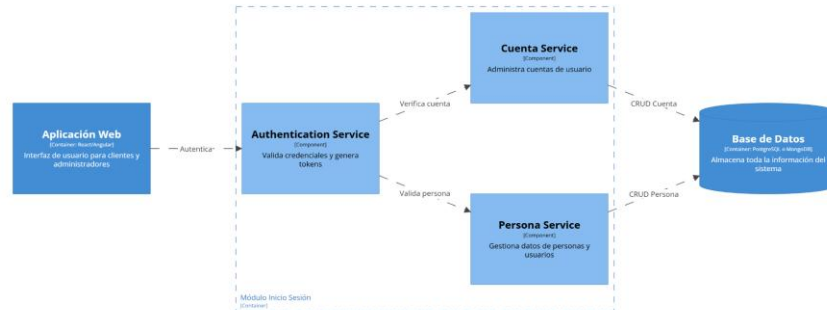 Cuenta Service
[Component]
Administra cuentas de usuario
Verifica cuenta
CRUD Cuenta
Aplicación Web
[Container: React/Angular]
Interfaz de usuario para clientes y
administradores
Autentica
Authentication Service
[Component]
Valida credenciales y genera
tokens
Base de Datos
[Container: PostgreSQL o MongoDB]
Almacena toda la información del
sistema
Valida persona
CRUD Persona
Persona Service
[Component]
Gestiona datos de personas y
usuarios
Módulo Inicio Sesión
[Container]